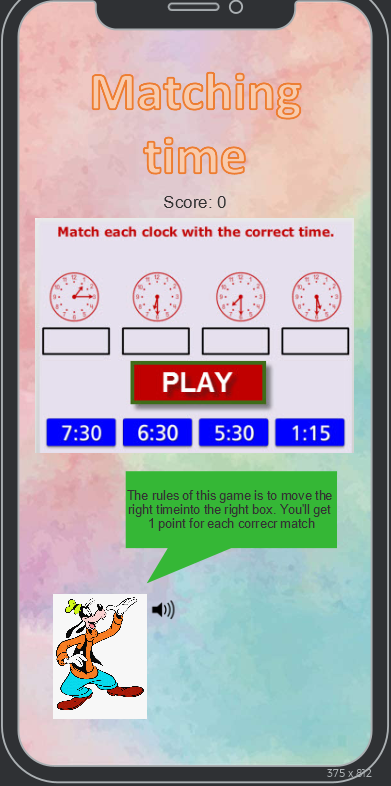 Matching
time
Score: 0
Match each clock with the correct time.
PLAY
7:30 6:30 5:30 1:15
The rules of this game is to move the
right timeinto the right box. You'll get
1 point for each correcr match
375 x 812